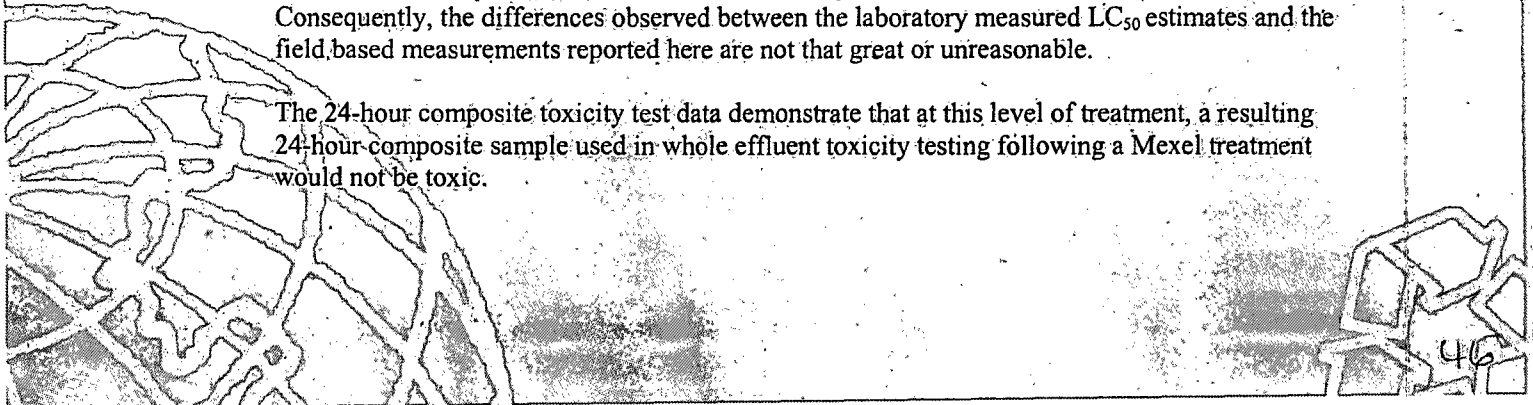 Consequently, the differences observed between the laboratory measured LC₅₀ estimates and the
field based measurements reported here are not that great or unreasonable.
The 24-hour composite toxicity test data demonstrate that at this level of treatment, a resulting
24-hour composite sample used in whole effluent toxicity testing following a Mexel treatment
would not be toxic.
46